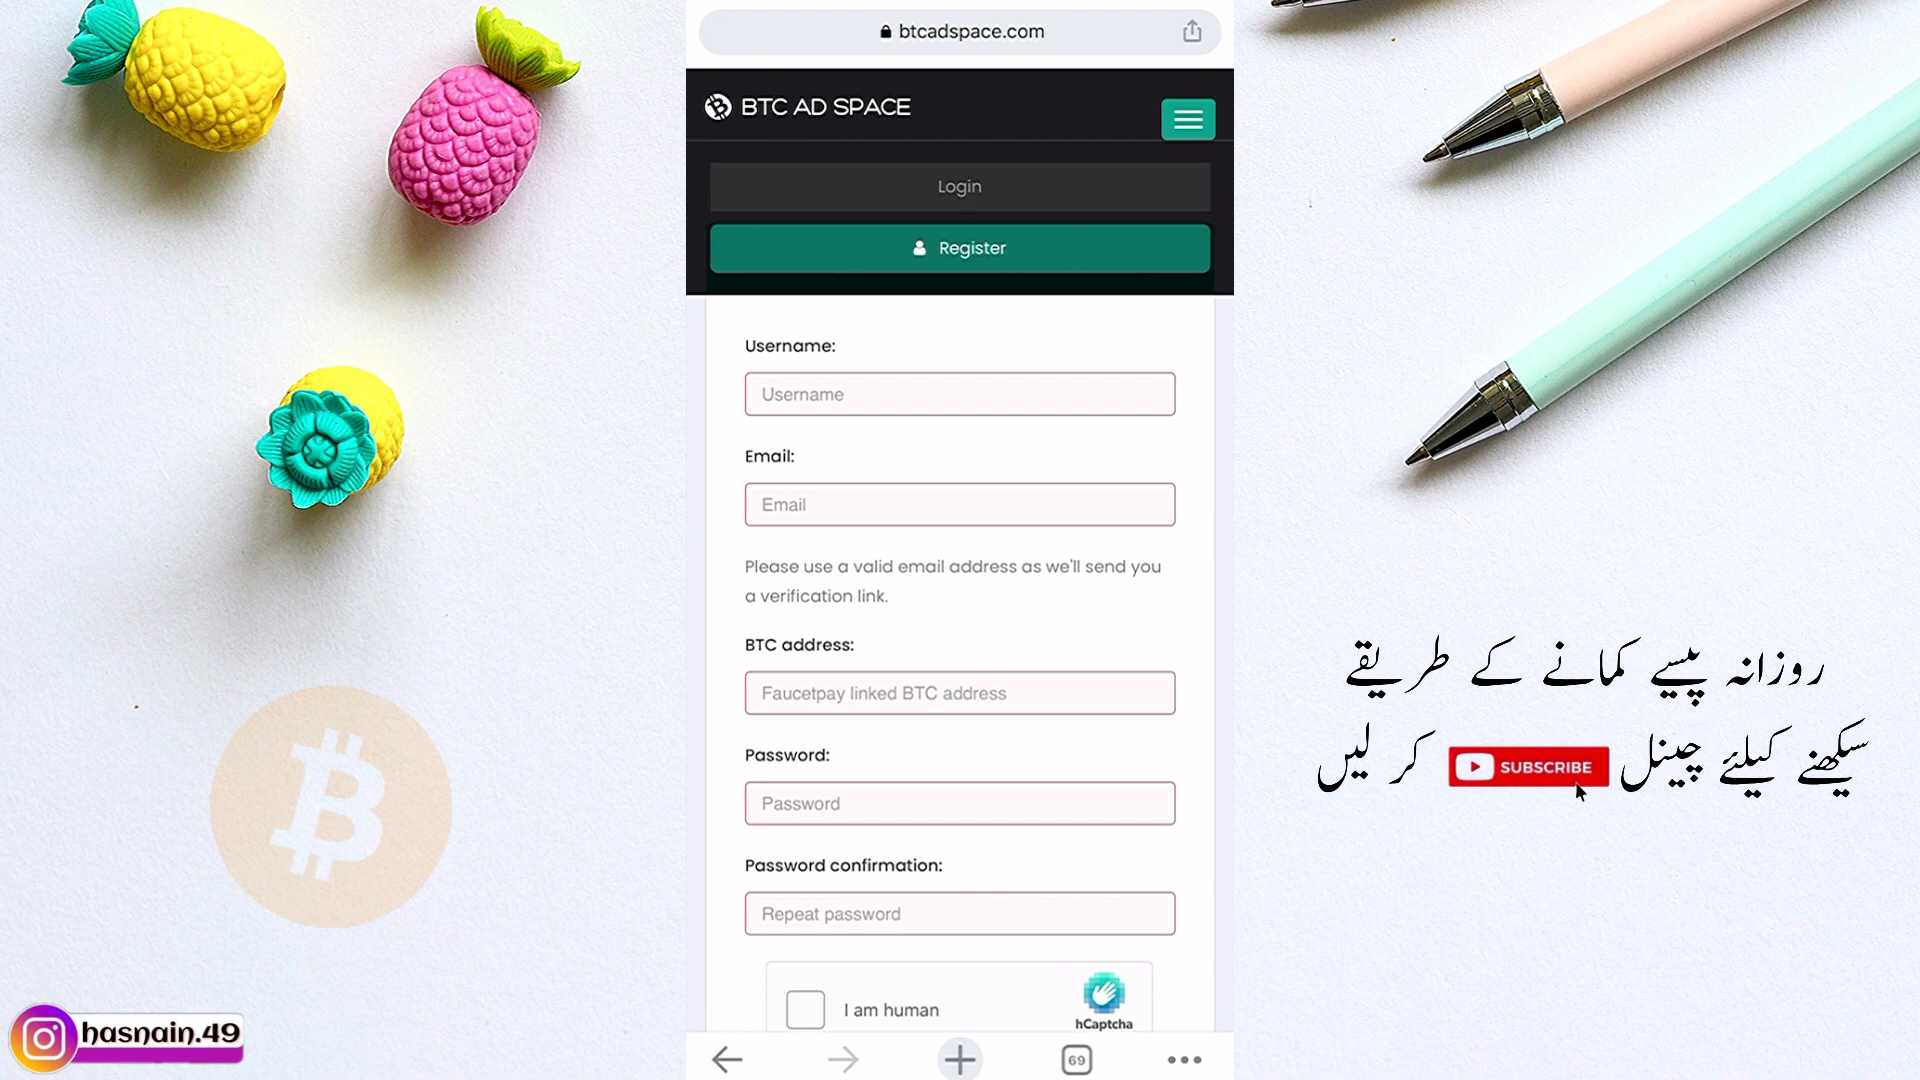 btcadspace.com
BTC AD SPACE
Login
Register
Username:
Username
Email:
Email
Please use a valid email address as we'll send you
a verification link.
BTC address:
Faucetpay linked BTC address
Password:
Password
Password confirmation:
Repeat password
I am human
hCaptcha
69
روزانہ پیسے کمانے کے طریقے
سیکھنے کیلئے چینل SUBSCRIBE کر لیں
hasnain.49